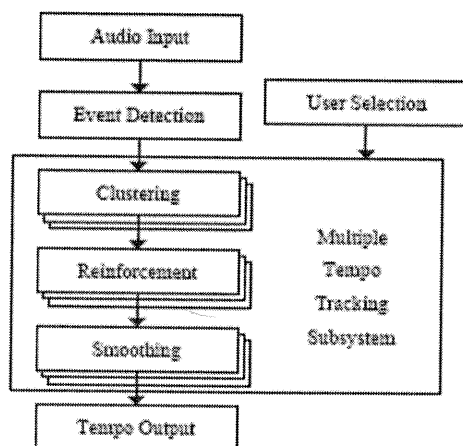 Audio Input
Event Detection
User Selection
Clustering
Reinforcement
Smoothing
Multiple
Tempo
Tracking
Subsystem
Tempo Output